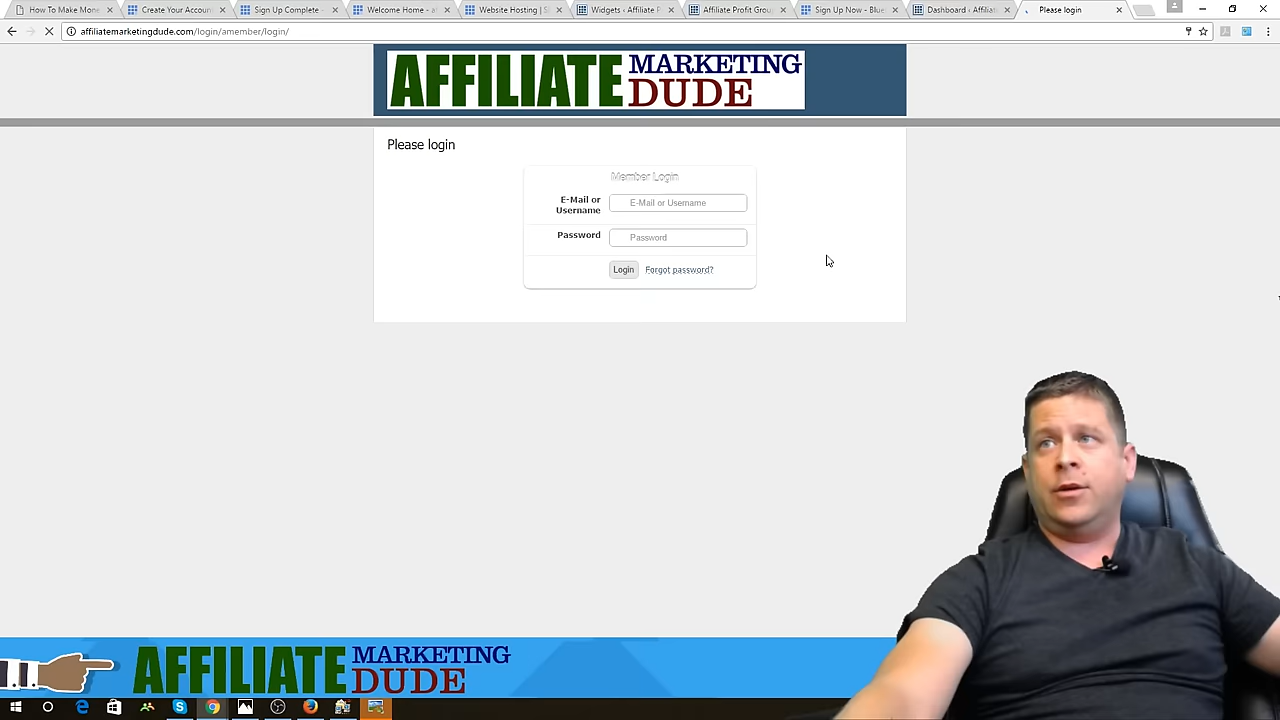 How To Make Mone
Create Your Accoun
Sign Up Complete -
Welcome Home - a
Website Hosting | S
Widgets ‹ Affiliate P
Affiliate Profit Group
Sign Up Now - Blue
Dashboard ‹ Affiliat
Please login
affiliatemarketingdude.com/login/amember/login/
AFFILIATE MARKETING DUDE
Please login
Member Login
E-Mail or Username
E-Mail or Username
Password
Password
Login
Forgot password?
AFFILIATE MARKETING DUDE